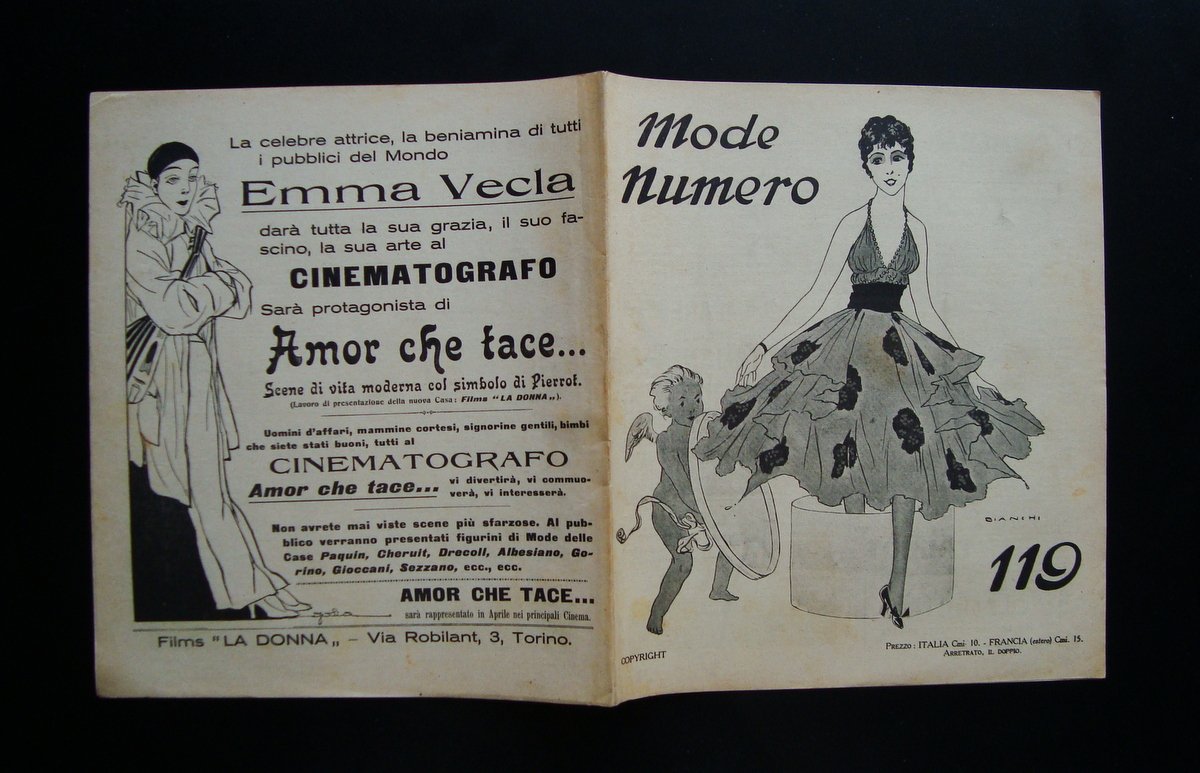 La celebre attrice, la beniamina di tutti
i pubblici del Mondo
Emma Vecla
darà tutta la sua grazia, il suo fa-
scino, la sua arte al
CINEMATOGRAFO
Sarà protagonista di
Amor che tace...
Scene di vita moderna col simbolo di Pierrot.
(Lavoro di presentazione della nuova Casa: Films "LA DONNA„).
Uomini d'affari, mammine cortesi, signorine gentili, bimbi
che siete stati buoni, tutti al
CINEMATOGRAFO
Amor che tace... vi divertirà, vi commuo-
verà, vi interesserà.
Non avrete mai viste scene più sfarzose. Al pub-
blico verranno presentati figurini di Mode delle
Case Paquin, Cheruit, Drecoll, Albesiano, Go-
rino, Gioccani, Sozzano, ecc., ecc.
AMOR CHE TACE...
sarà rappresentato in Aprile nei principali Cinema.
Films "LA DONNA„ – Via Robilant, 3, Torino.
Mode
Numero
BIANCHI
119
PREZZO: ITALIA Cmi 10. - FRANCIA (estero) Cmi. 15.
ARRETRATO, IL DOPPIO.
COPYRIGHT